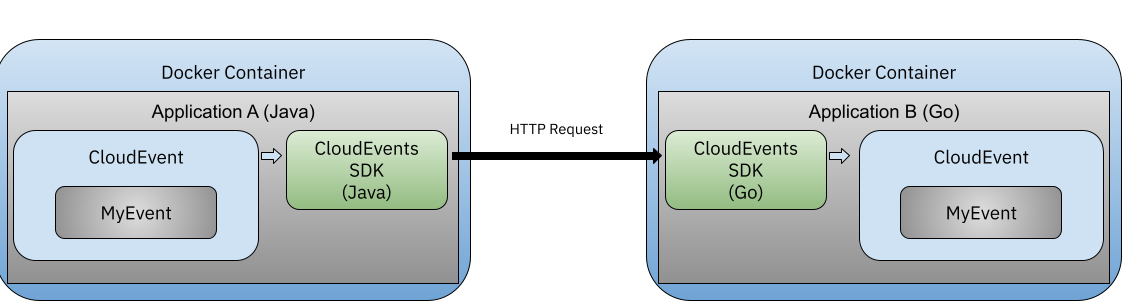 Docker Container
Application A (Java)
CloudEvent
MyEvent
CloudEvents
SDK
(Java)
HTTP Request
Docker Container
Application B (Go)
CloudEvents
SDK
(Go)
CloudEvent
MyEvent